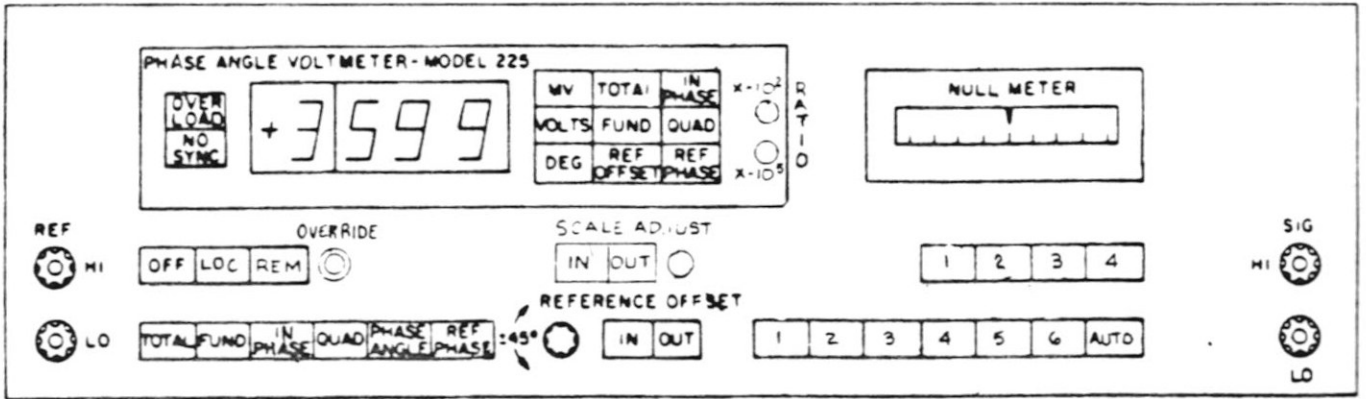 PHASE ANGLE VOLTMETER - MODEL 225
OVER LOAD
NO SYNC
+3599
MV TOTAL IN PHASE
VOLTS FUND QUAD
DEG REF OFFSET REF PHASE
X-10²
X-10⁵
RATIO
NULL METER
REF
HI
OFF LOC REM
OVERRIDE
SCALE ADJUST
IN OUT
1 2 3 4
SIG
HI
LO
TOTAL FUND IN PHASE QUAD PHASE ANGLE REF PHASE
±45°
REFERENCE OFFSET
IN OUT
1 2 3 4 5 6 AUTO
LO